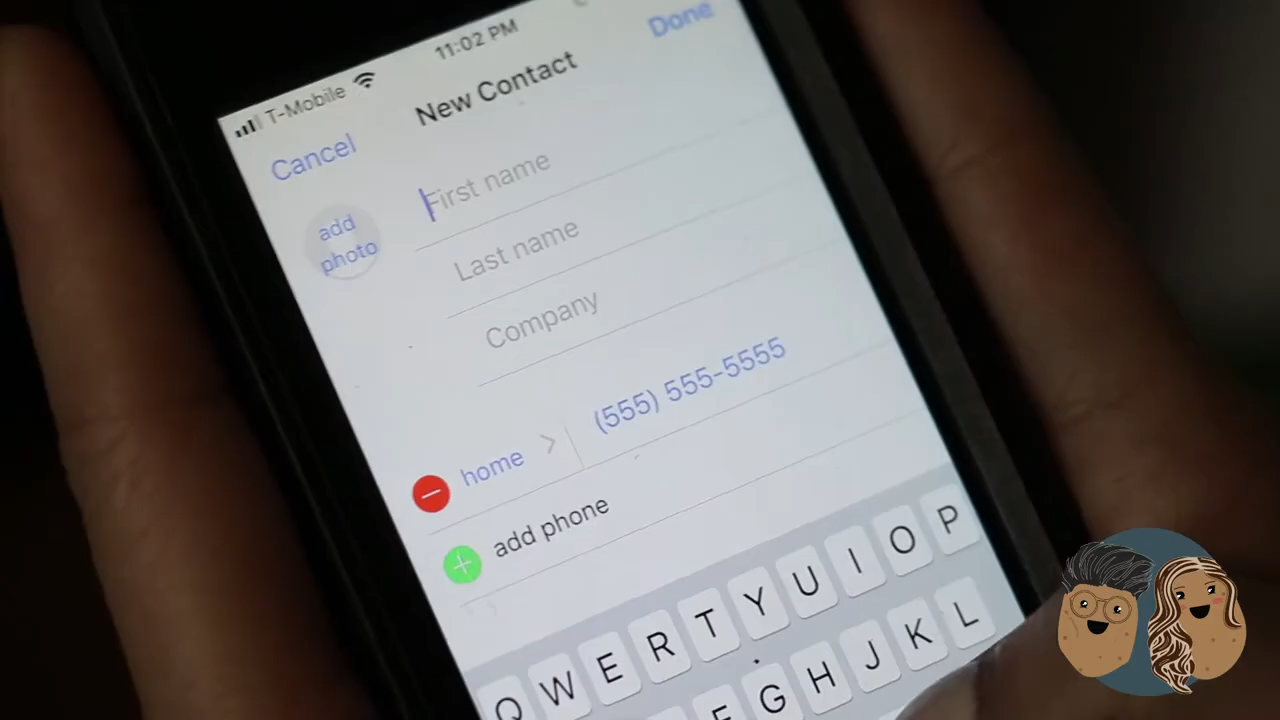 T-Mobile 11:02 PM
Cancel New Contact Done
add photo
First name
Last name
Company
home (555) 555-5555
add phone
Q W E R T Y U I O P
F G H J K L